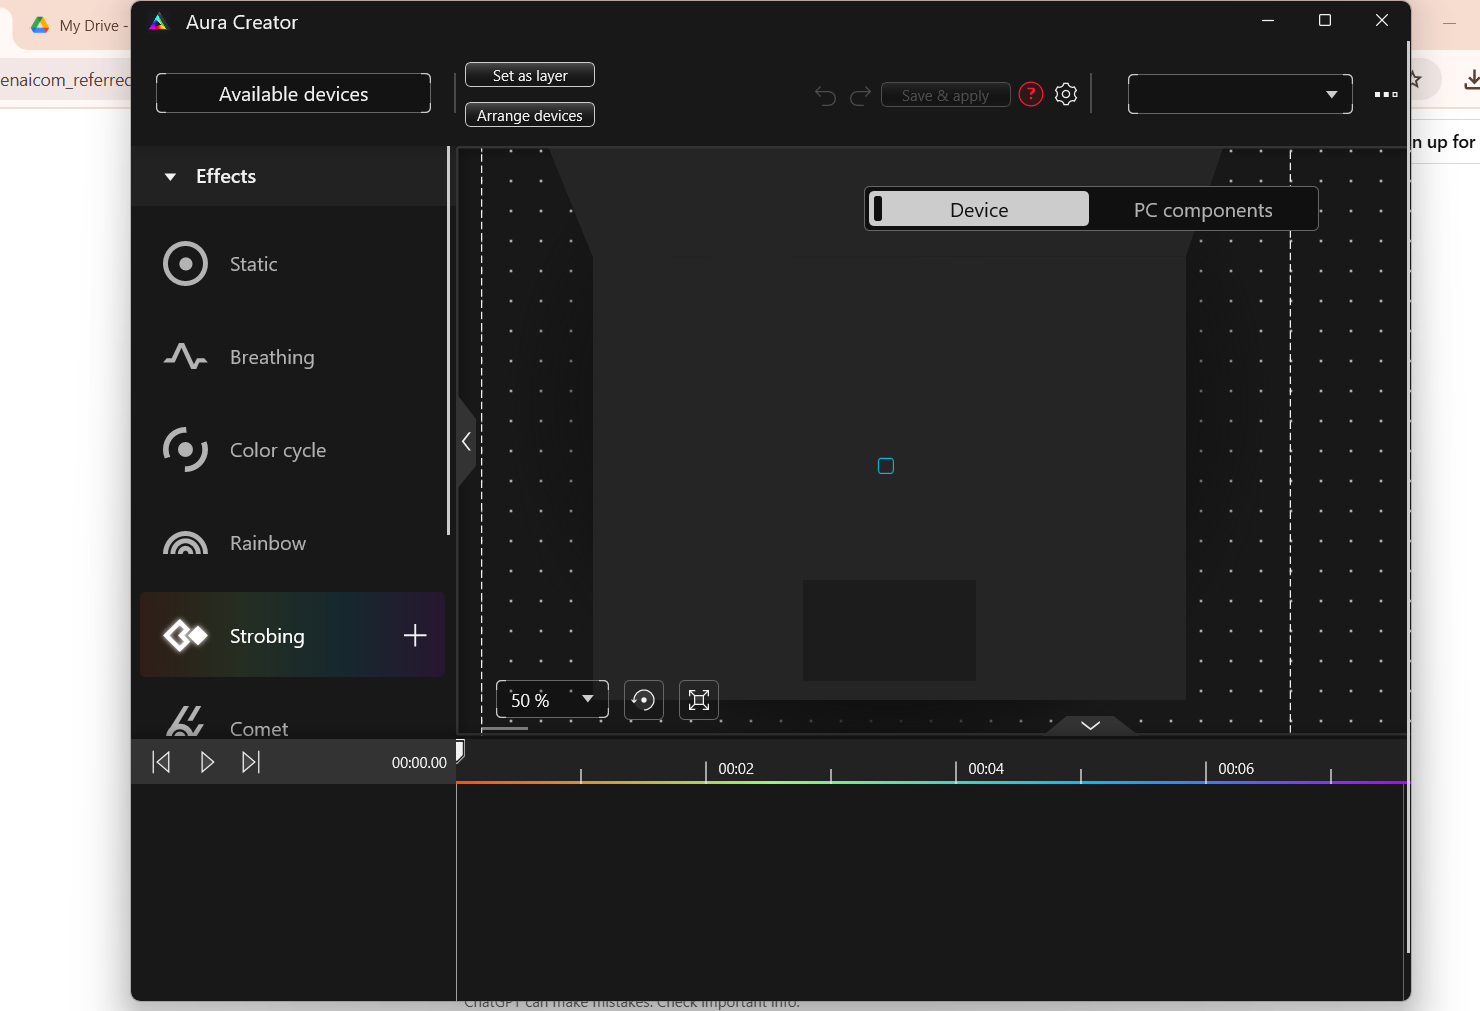 My Drive -
Aura Creator
enaicom_referred
Available devices
Set as layer
Arrange devices
Save & apply
?
n up for
Effects
Device
PC components
Static
Breathing
Color cycle
Rainbow
Strobing
Comet
50 %
00:00.00
00:02
00:04
00:06
ChatGPT can make mistakes. Check important info.